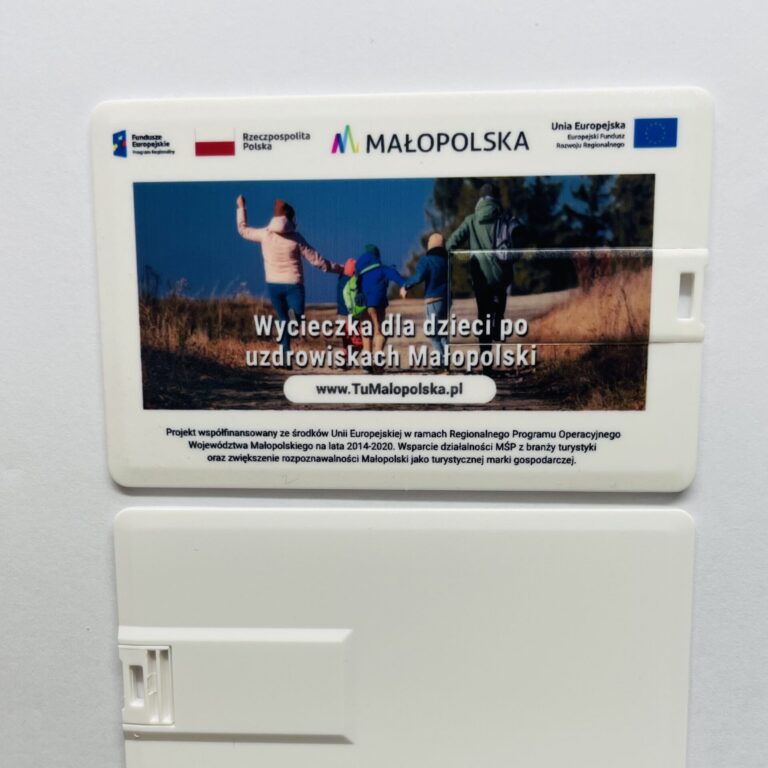 Fundusze
Europejskie
Program Regionalny
Rzeczpospolita
Polska
MAŁOPOLSKA
Unia Europejska
Europejski Fundusz
Rozwoju Regionalnego
Wycieczka dla dzieci po
uzdrowiskach Małopolski
www.TuMalopolska.pl
Projekt współfinansowany ze środków Unii Europejskiej w ramach Regionalnego Programu Operacyjnego
Województwa Małopolskiego na lata 2014-2020. Wsparcie działalności MŚP z branży turystyki
oraz zwiększenie rozpoznawalności Małopolski jako turystycznej marki gospodarczej.